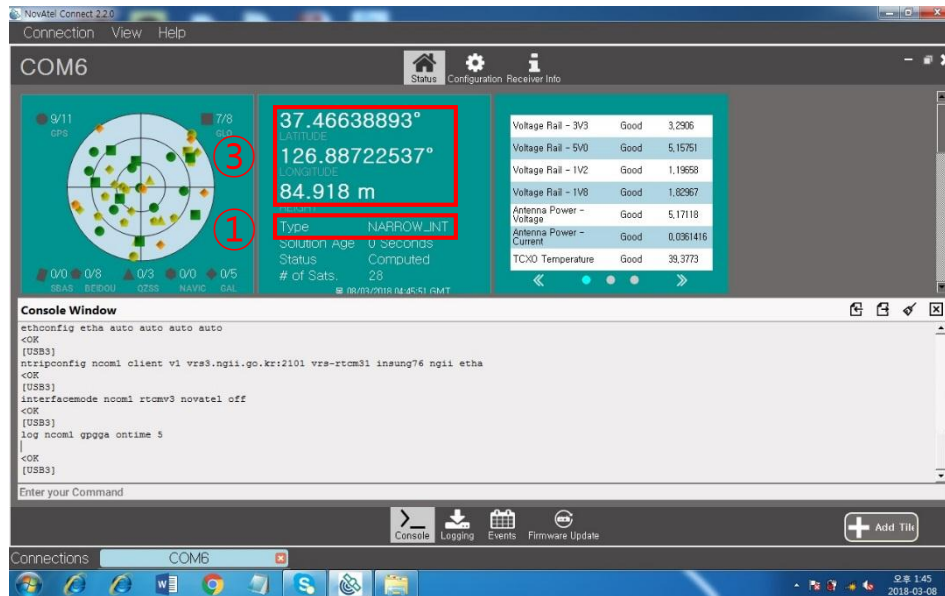 NovAtel Connect 2.2.0
Connection View Help
COM6
Status Configuration Receiver Info
9/11
GPS
7/8
GLO
0/0 0/8 0/3 0/0 0/5
SBAS BEIDOU QZSS NAVIC GAL
③
①
37.46638893°
LATITUDE
126.88722537°
LONGITUDE
84.918 m
Type NARROW_INT
Solution Age 0 Seconds
Status Computed
# of Sats. 28
08/03/2018 04:45:51 GMT
Voltage Rail - 3V3 Good 3,2906
Voltage Rail - 5V0 Good 5,15751
Voltage Rail - 1V2 Good 1,19658
Voltage Rail - 1V8 Good 1,82967
Antenna Power -
Voltage Good 5,17118
Antenna Power -
Current Good 0,0361416
TCXO Temperature Good 39,3773
Console Window
ethconfig etha auto auto auto auto
<OK
[USB3]
ntripconfig ncom1 client v1 vrs3.ngii.go.kr:2101 vrs-rtcm31 insung76 ngii etha
<OK
[USB3]
interfacemode ncom1 rtcmv3 novatel off
<OK
[USB3]
log ncom1 gpgga ontime 5
<OK
[USB3]
Enter your Command
Console Logging Events Firmware Update
Add Tile
Connections COM6
오후 1:45
2018-03-08